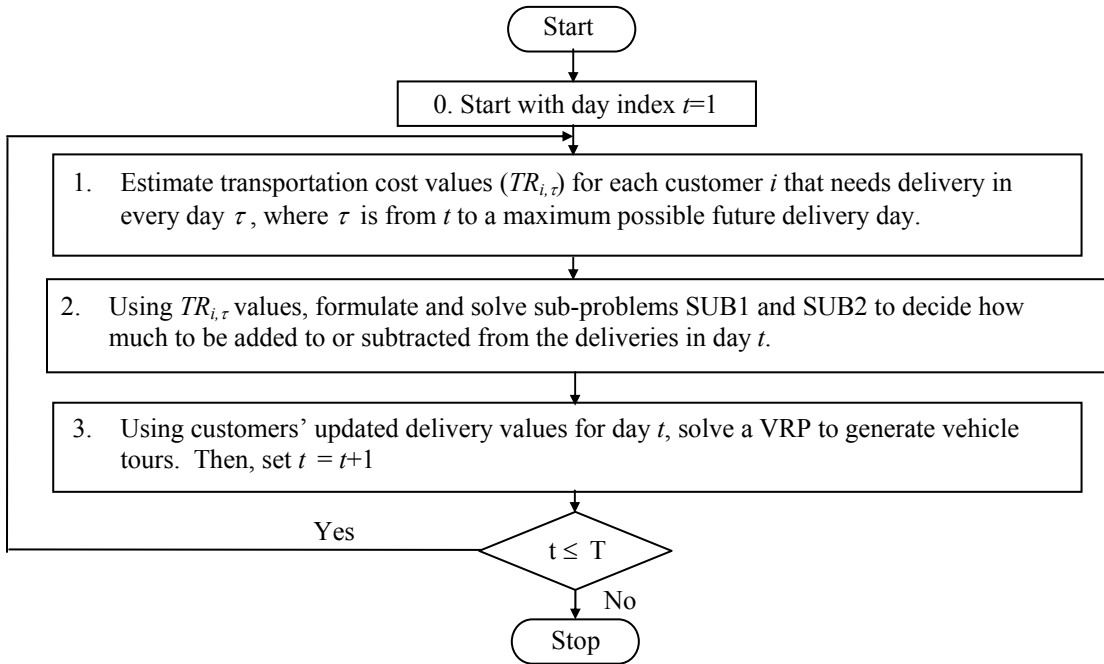 Start
0. Start with day index t=1
1. Estimate transportation cost values (TR_{i,τ}) for each customer i that needs delivery in
every day τ , where τ is from t to a maximum possible future delivery day.
2. Using TR_{i,τ} values, formulate and solve sub-problems SUB1 and SUB2 to decide how
much to be added to or subtracted from the deliveries in day t.
3. Using customers’ updated delivery values for day t, solve a VRP to generate vehicle
tours. Then, set t = t+1
Yes
t ≤ T
No
Stop